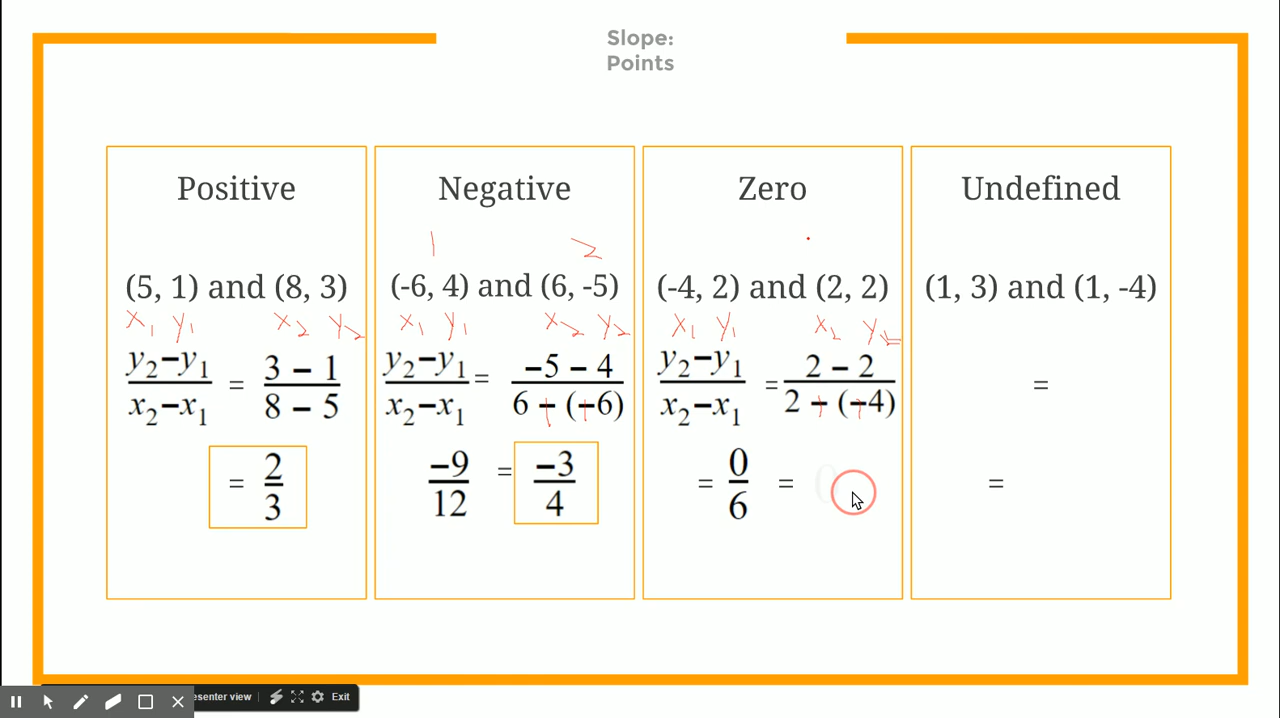 Slope:
Points
Positive
(5, 1) and (8, 3)
x₁ y₁ x₂ y₂
y₂−y₁ / x₂−x₁ = 3 − 1 / 8 − 5
= 2 / 3
Negative
1 2
(-6, 4) and (6, -5)
x₁ y₁ x₂ y₂
y₂−y₁ / x₂−x₁ = −5 − 4 / 6 − (−6)
−9 / 12 = −3 / 4
Zero
(-4, 2) and (2, 2)
x₁ y₁ x₂ y₂
y₂−y₁ / x₂−x₁ = 2 − 2 / 2 − (−4)
= 0 / 6 = 0
Undefined
(1, 3) and (1, -4)
=
=
esenter view Exit